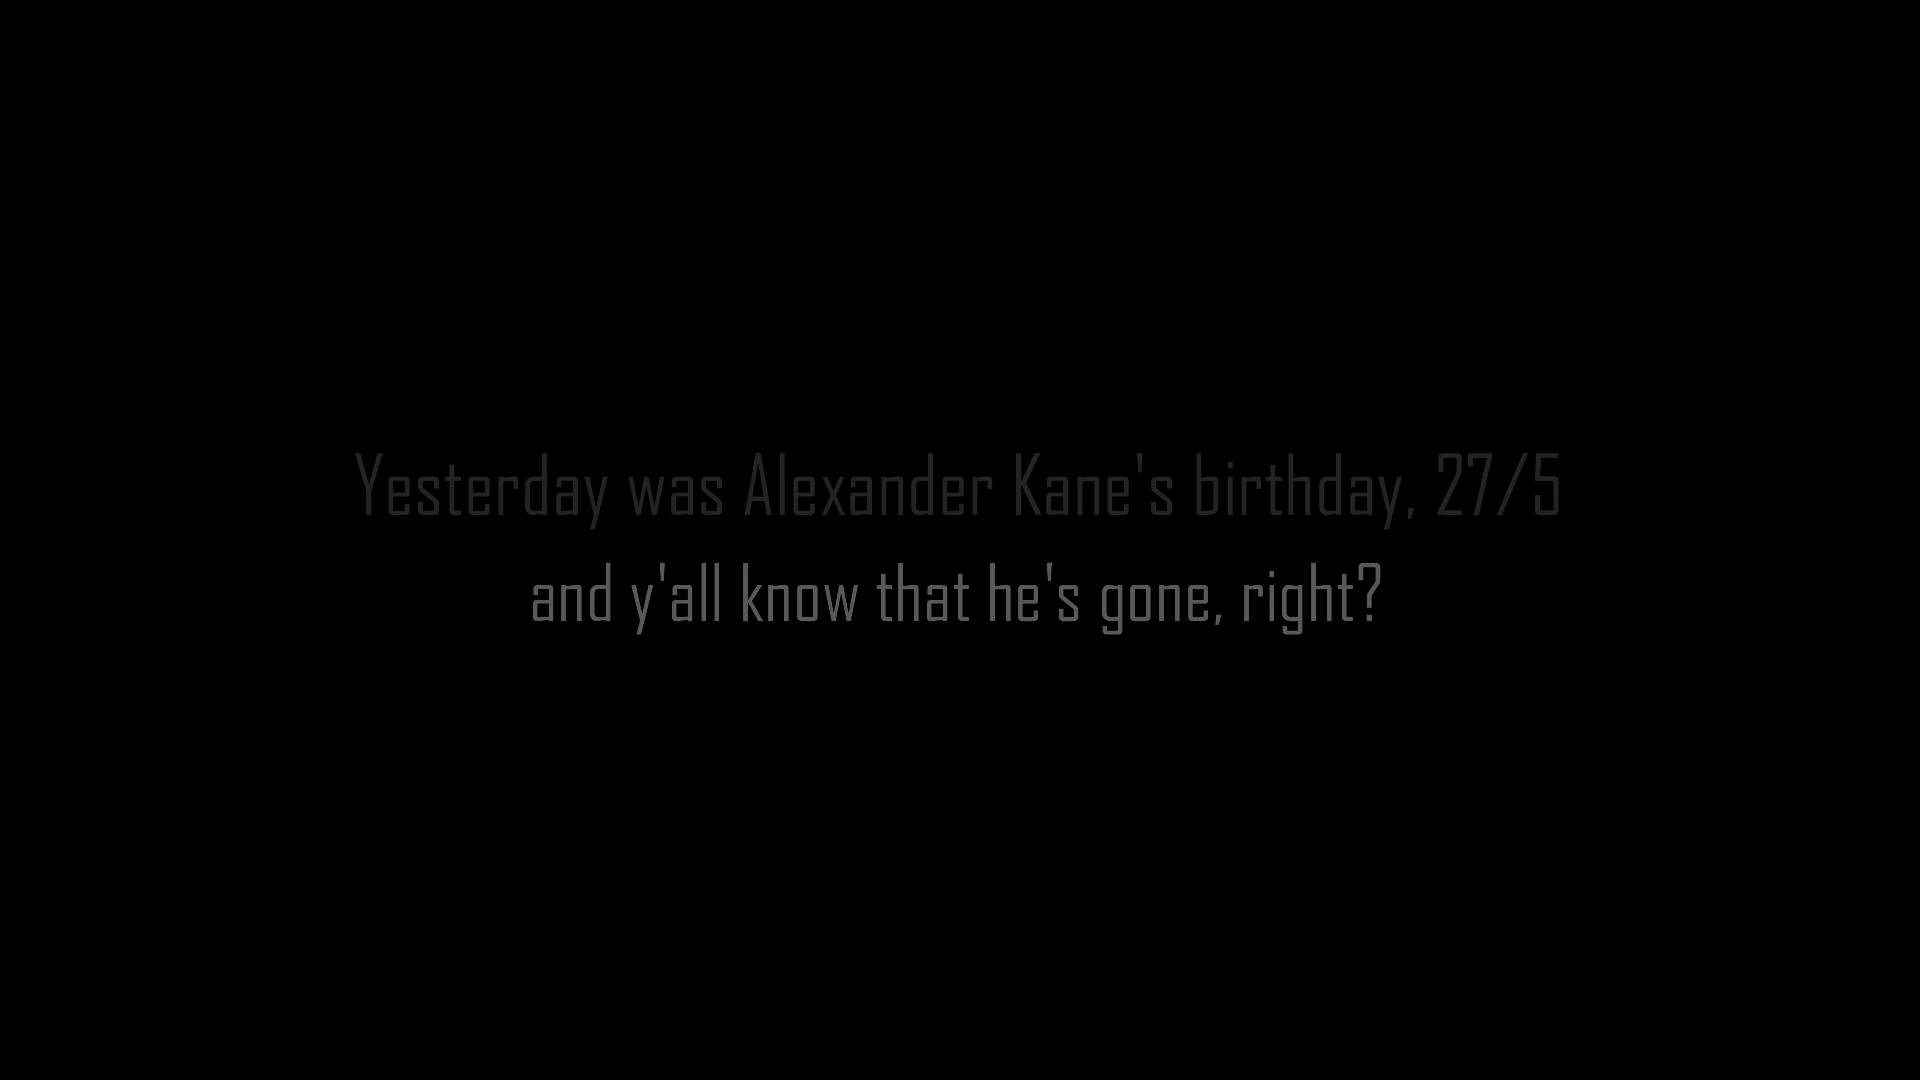 Yesterday was Alexander Kane's birthday, 27/5
and y'all know that he's gone, right?